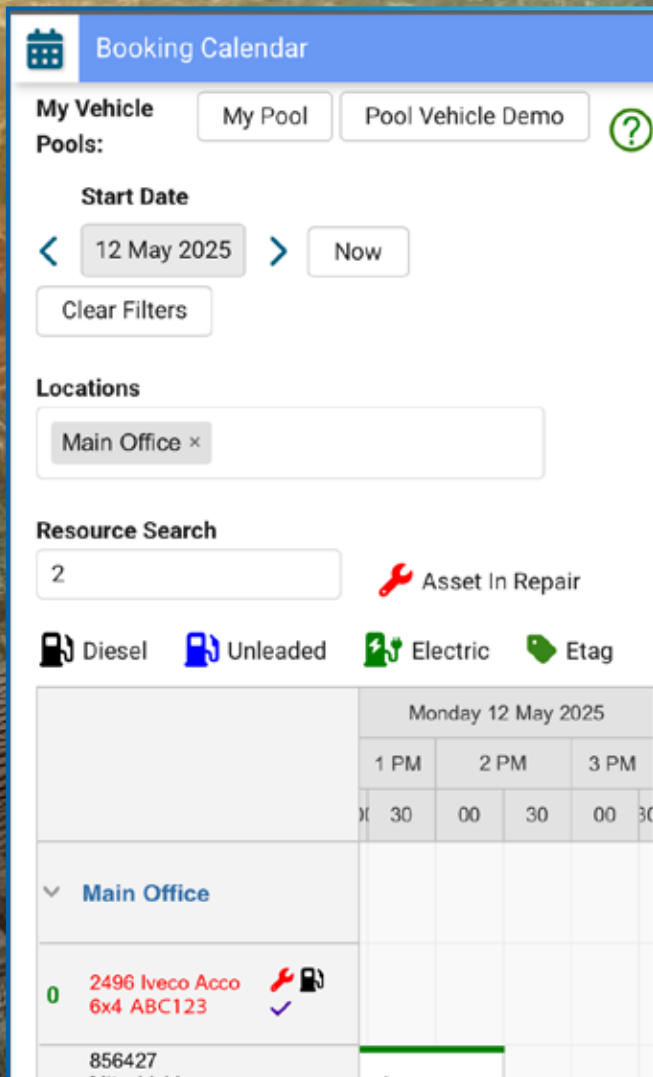 Booking Calendar
My Vehicle
Pools:
My Pool
Pool Vehicle Demo
?
Start Date
12 May 2025
Now
Clear Filters
Locations
Main Office ×
Resource Search
2
Asset In Repair
Diesel
Unleaded
Electric
Etag
Monday 12 May 2025
1 PM
2 PM
3 PM
30
00
30
00
Main Office
0
2496 Iveco Acco
6x4 ABC123
856427